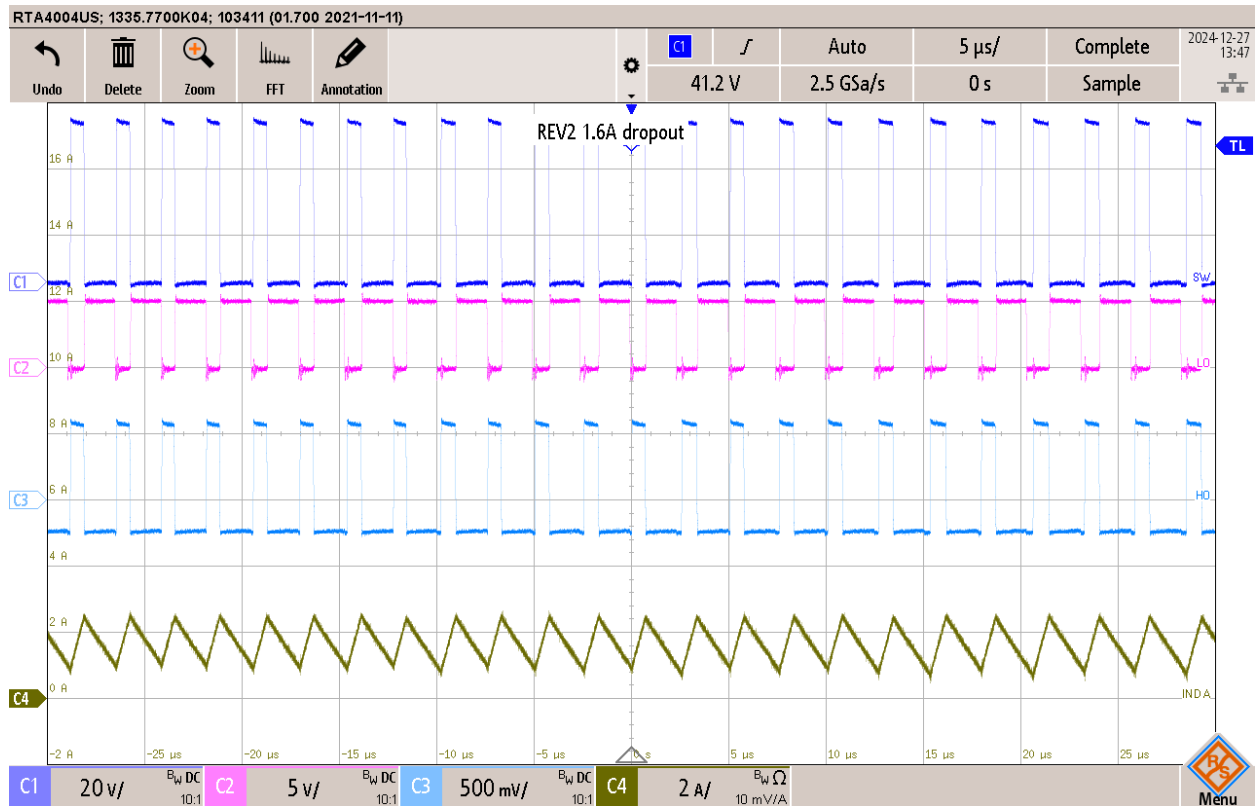 RTA4004US; 1335.7700K04; 103411 (01.700 2021-11-11)
Undo
Delete
Zoom
FFT
Annotation
C1
Auto
5 µs/
Complete
2024-12-27
13:47
41.2 V
2.5 GSa/s
0 s
Sample
REV2 1.6A dropout
TL
16 A
14 A
C1
SW
12 A
10 A
C2
LO
8 A
6 A
C3
HO
4 A
2 A
0 A
C4
INDA
-2 A
-25 µs
-20 µs
-15 µs
-10 µs
-5 µs
0 s
5 µs
10 µs
15 µs
20 µs
25 µs
C1 20 V/ BW DC 10:1
C2 5 V/ BW DC 10:1
C3 500 mV/ BW DC 10:1
C4 2 A/ BW Ω 10 mV/A
R&S
Menu